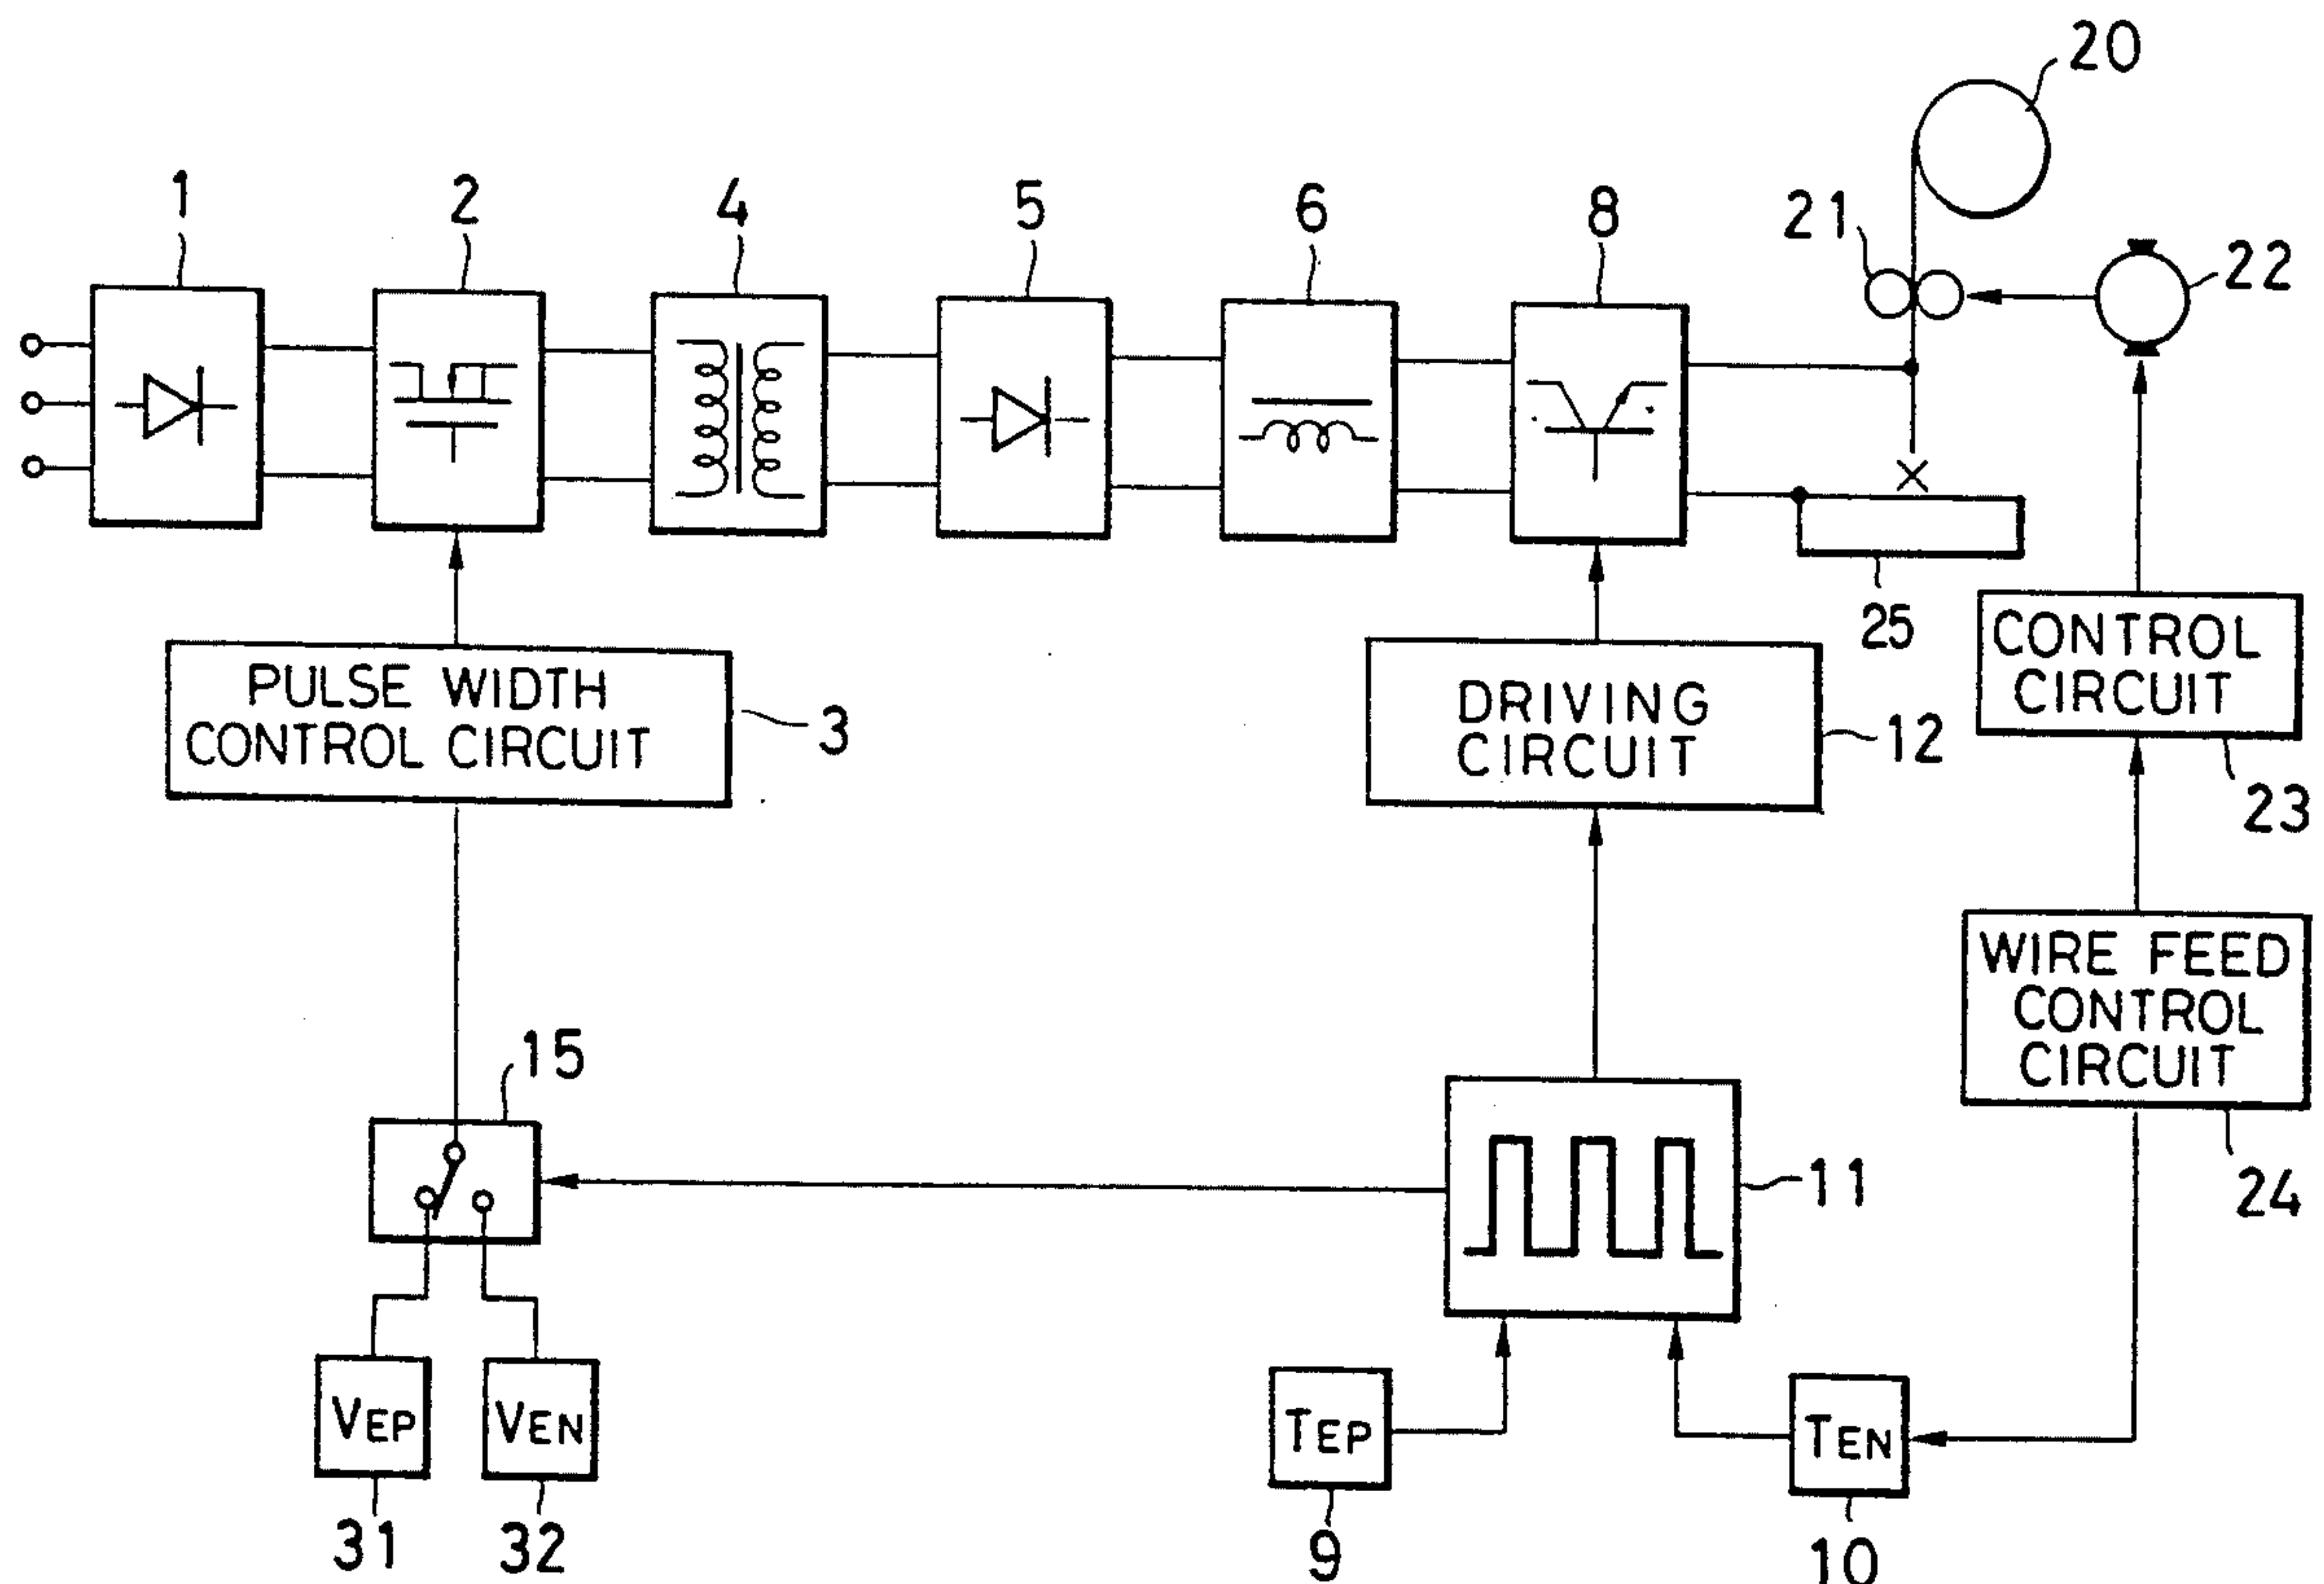 20
1
2
4
5
6
8
21
22
25
PULSE WIDTH
CONTROL CIRCUIT
3
DRIVING
CIRCUIT
12
CONTROL
CIRCUIT
23
WIRE FEED
CONTROL
CIRCUIT
24
15
11
VEP
VEN
TEP
TEN
31
32
9
10